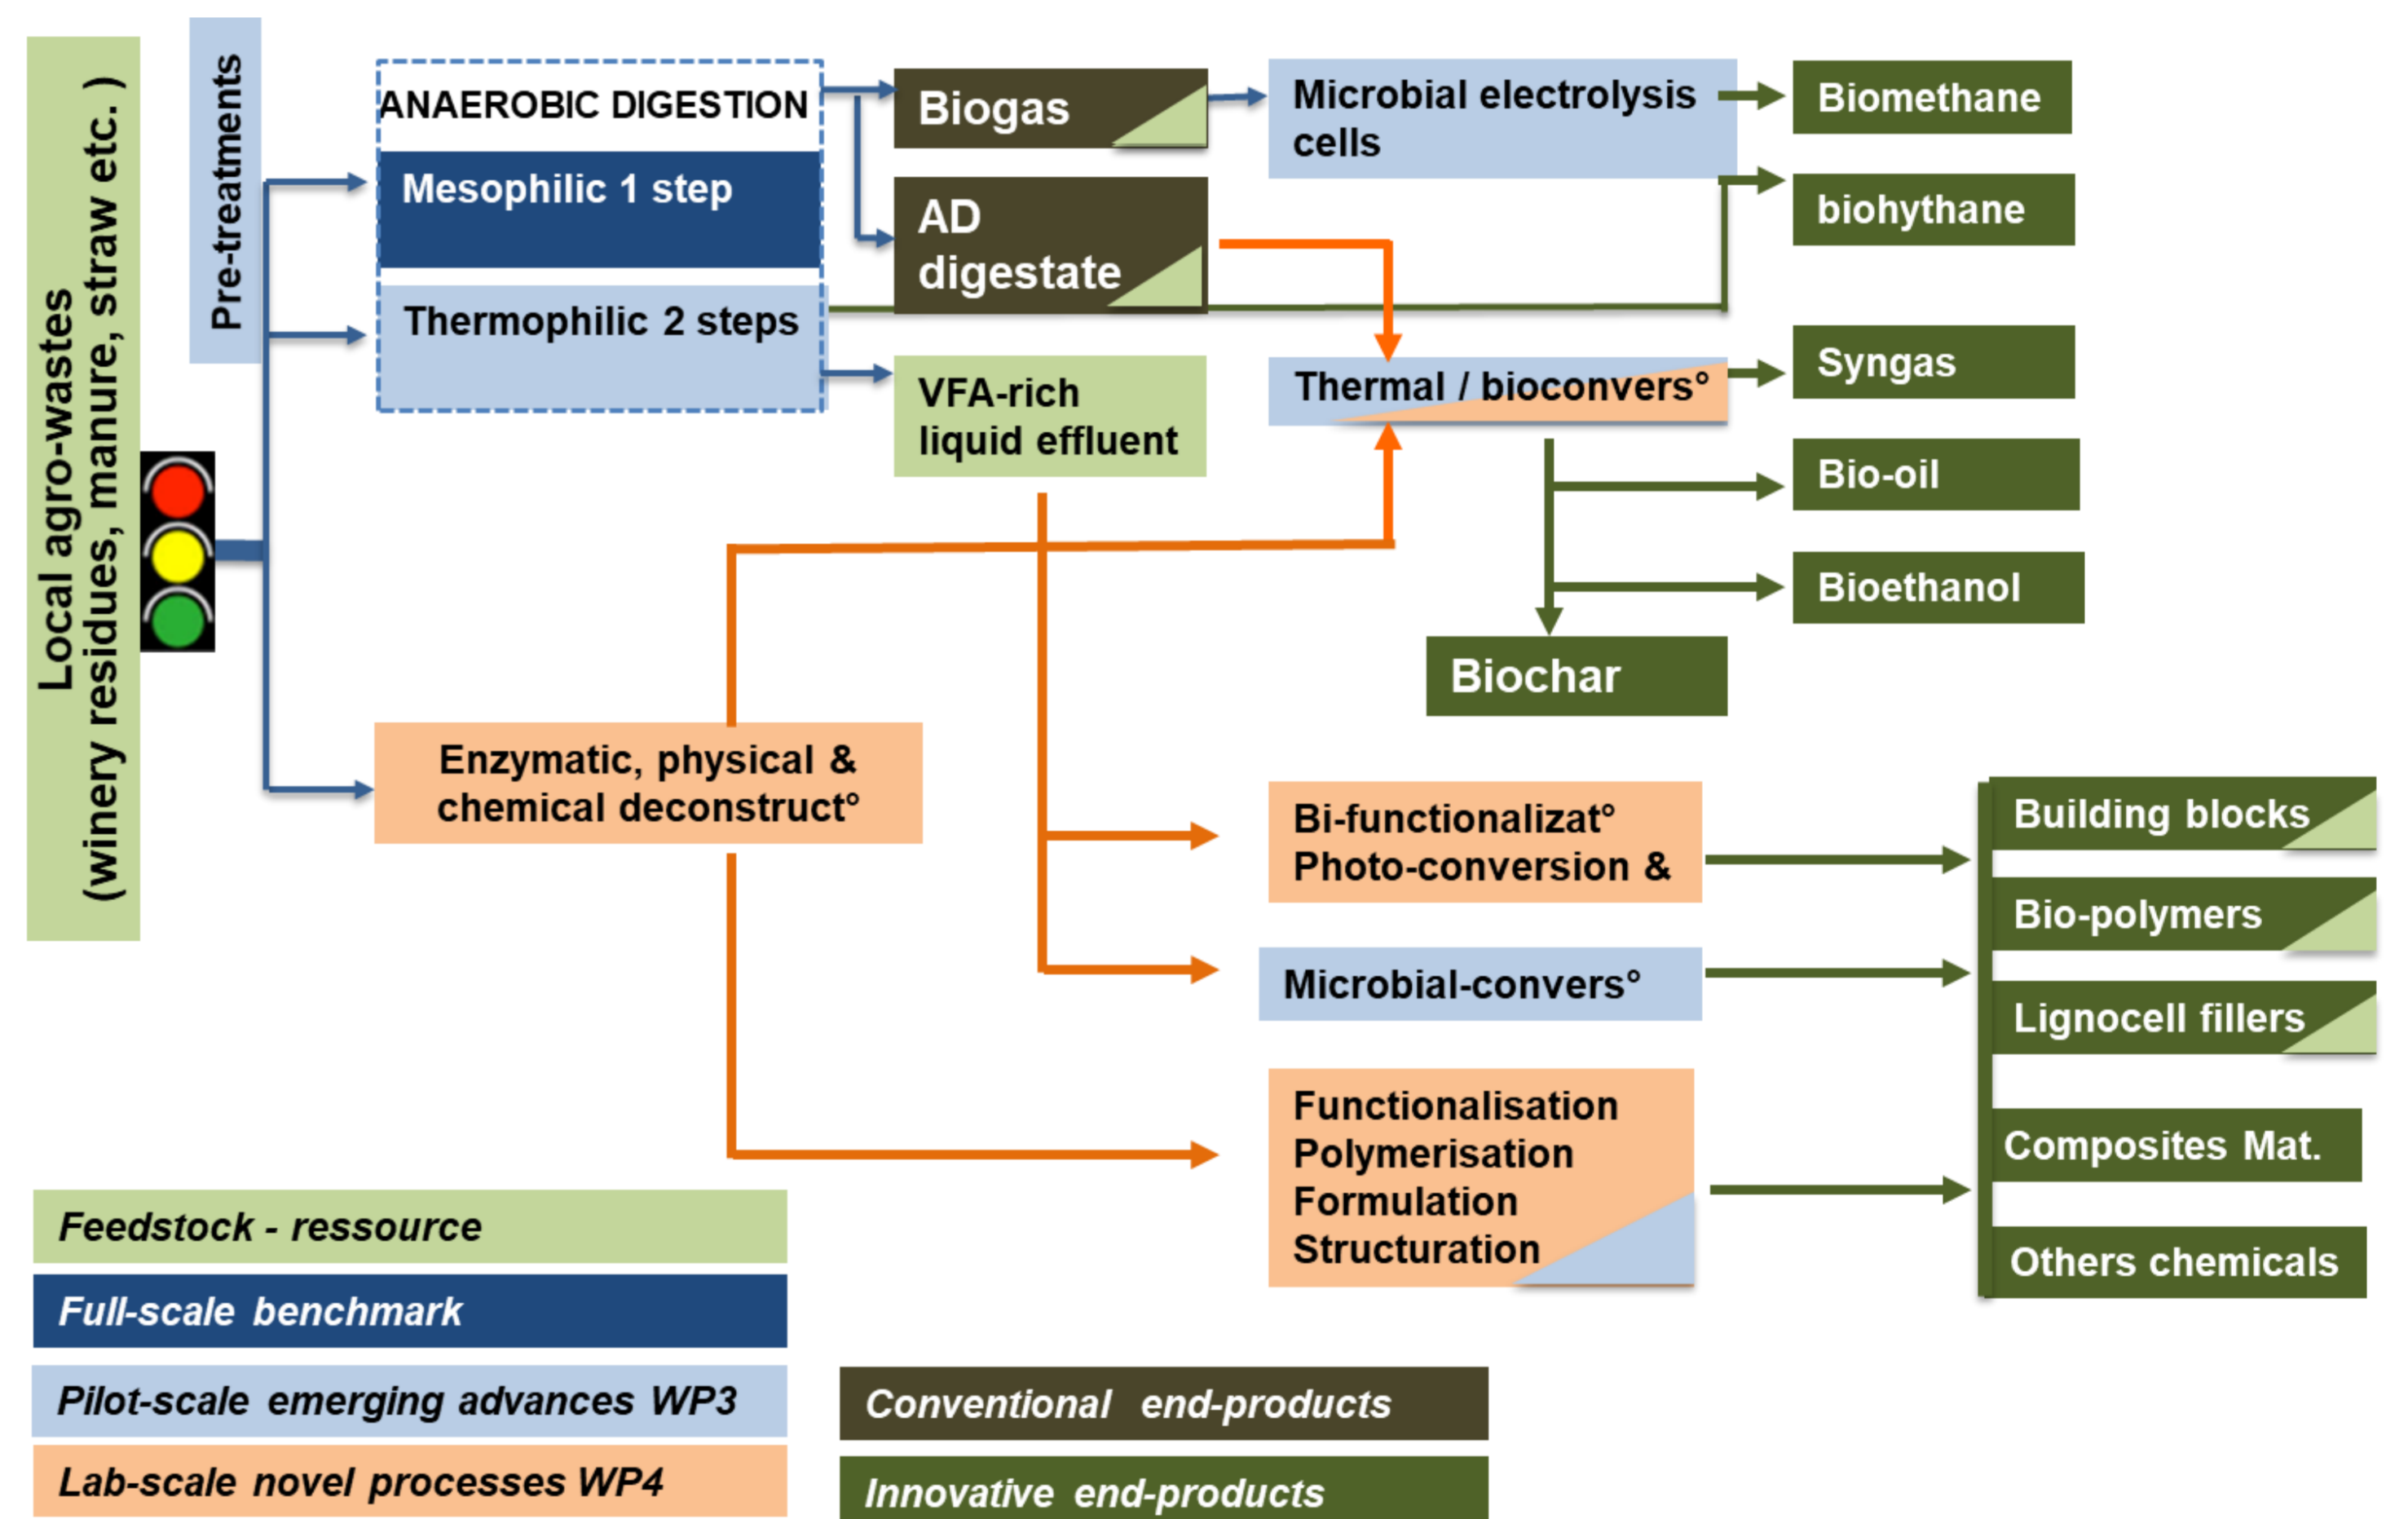 Local agro-wastes
(winery residues, manure, straw etc. )
Pre-treatments
ANAEROBIC DIGESTION
Mesophilic 1 step
Thermophilic 2 steps
Biogas
AD
digestate
VFA-rich
liquid effluent
Microbial electrolysis
cells
Biomethane
biohythane
Thermal / bioconvers°
Syngas
Bio-oil
Bioethanol
Biochar
Enzymatic, physical &
chemical deconstruct°
Bi-functionalizat°
Photo-conversion &
Microbial-convers°
Functionalisation
Polymerisation
Formulation
Structuration
Building blocks
Bio-polymers
Lignocell fillers
Composites Mat.
Others chemicals
Feedstock - ressource
Full-scale benchmark
Pilot-scale emerging advances WP3
Lab-scale novel processes WP4
Conventional end-products
Innovative end-products